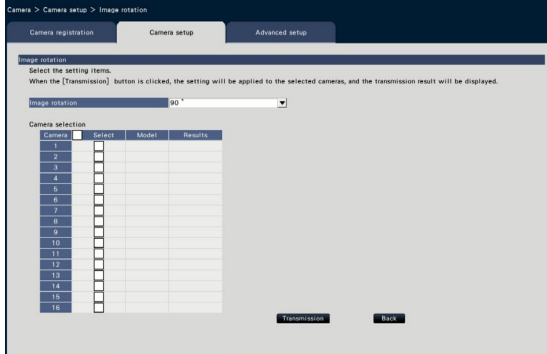 Camera > Camera setup > Image rotation
Camera registration Camera setup Advanced setup
Image rotation
Select the setting items.
When the [Transmission] button is clicked, the setting will be applied to the selected cameras, and the transmission result will be displayed.
Image rotation 90 °
Camera selection
Camera Select Model Results
1
2
3
4
5
6
7
8
9
10
11
12
13
14
15
16
Transmission Back